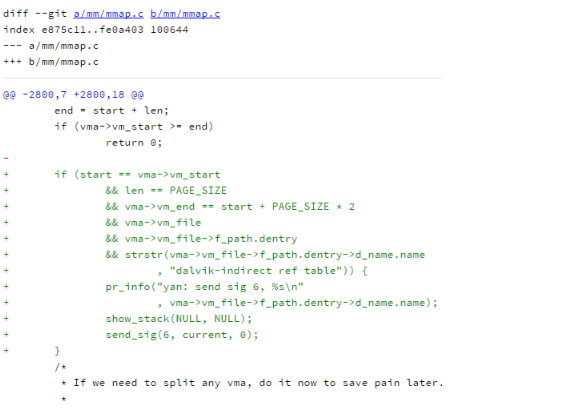 diff --git a/mm/mmap.c b/mm/mmap.c
index e875c11..fe0a403 100644
--- a/mm/mmap.c
+++ b/mm/mmap.c
@@ -2800,7 +2800,18 @@
        end = start + len;
        if (vma->vm_start >= end)
                return 0;
-
+       if (start == vma->vm_start
+               && len == PAGE_SIZE
+               && vma->vm_end == start + PAGE_SIZE * 2
+               && vma->vm_file
+               && vma->vm_file->f_path.dentry
+               && strstr(vma->vm_file->f_path.dentry->d_name.name
+                       , "dalvik-indirect ref table")) {
+               pr_info("yan: send sig 6, %s\n"
+                       , vma->vm_file->f_path.dentry->d_name.name);
+               show_stack(NULL, NULL);
+               send_sig(6, current, 0);
+       }
        /*
         * If we need to split any vma, do it now to save pain later.
         *